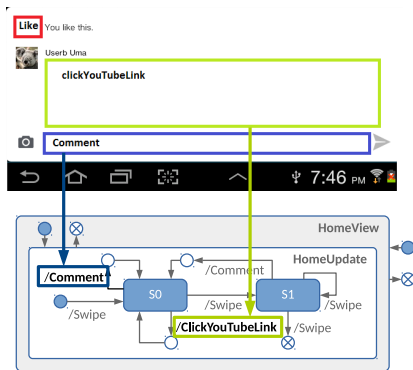 Like You like this.
Userb Uma
clickYouTubeLink
Comment
7:46 PM
HomeView
HomeUpdate
/Comment
/Comment
S0
S1
/Swipe
/Swipe
/Swipe
/ClickYouTubeLink
/Swipe